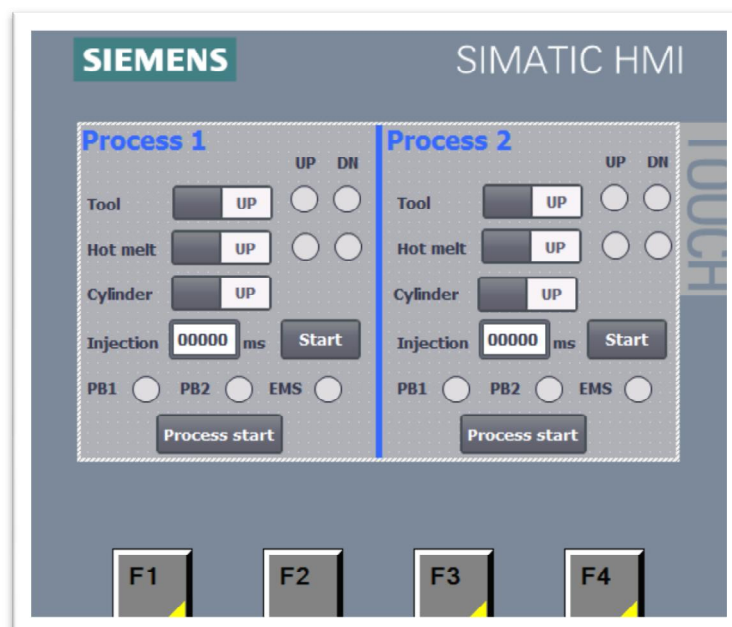 SIEMENS
SIMATIC HMI
TOUCH
Process 1
UP DN
Tool UP
Hot melt UP
Cylinder UP
Injection 00000 ms Start
PB1 PB2 EMS
Process start
Process 2
UP DN
Tool UP
Hot melt UP
Cylinder UP
Injection 00000 ms Start
PB1 PB2 EMS
Process start
F1 F2 F3 F4